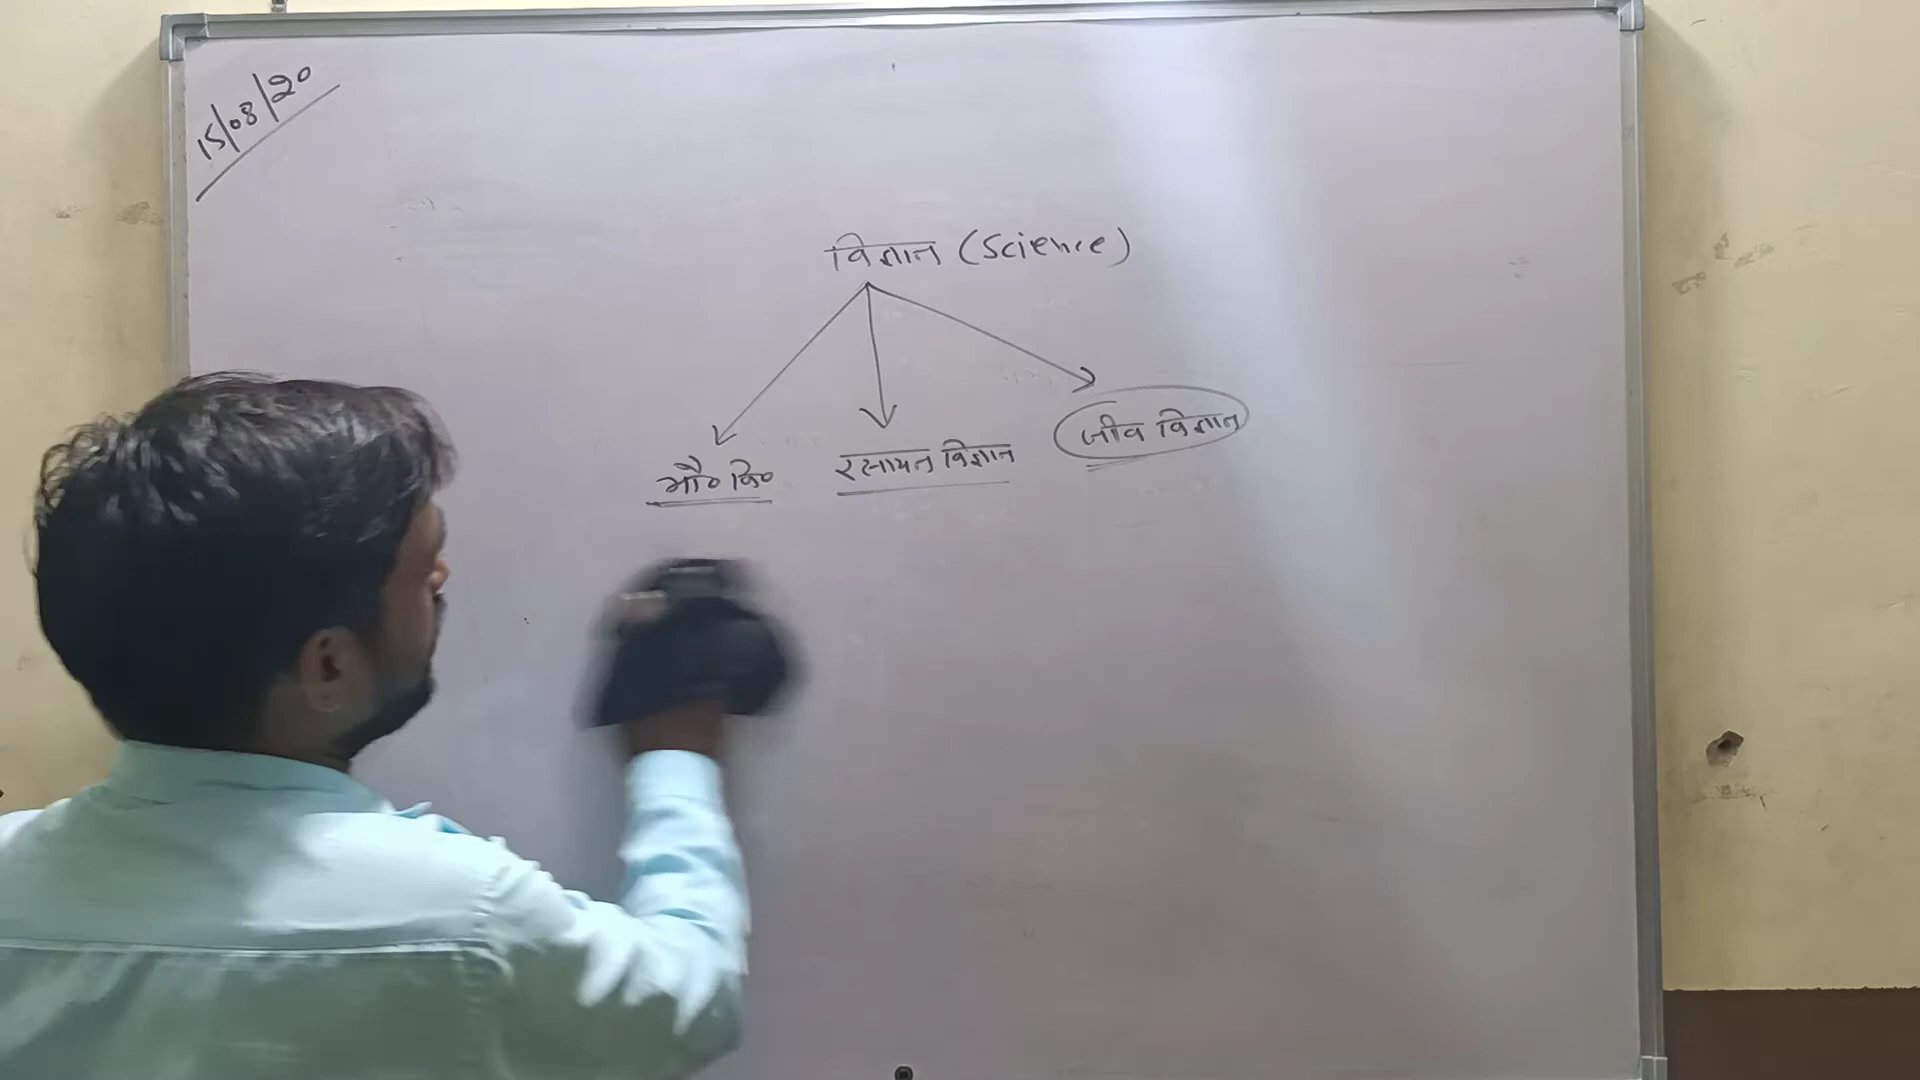 15/08/20
विज्ञान (Science)
भौ० वि० रसायन विज्ञान जीव विज्ञान